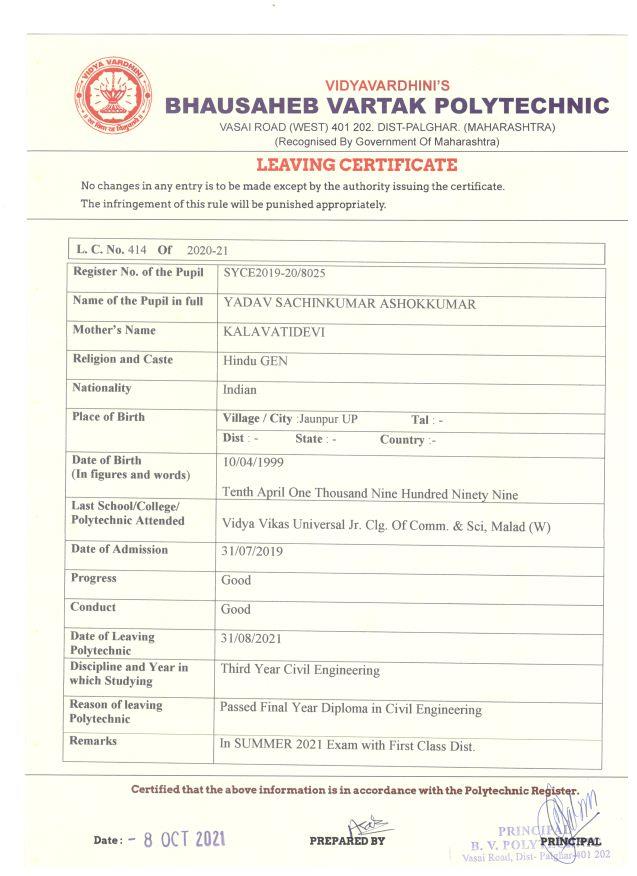 VIDYA VARDHINI
VIDYAVARDHINI'S
BHAUSAHEB VARTAK POLYTECHNIC
VASAI ROAD (WEST) 401 202. DIST-PALGHAR. (MAHARASHTRA)
(Recognised By Government Of Maharashtra)
LEAVING CERTIFICATE
No changes in any entry is to be made except by the authority issuing the certificate.
The infringement of this rule will be punished appropriately.
L. C. No. 414 Of 2020-21
Register No. of the Pupil SYCE2019-20/8025
Name of the Pupil in full YADAV SACHINKUMAR ASHOKKUMAR
Mother's Name KALAVATIDEVI
Religion and Caste Hindu GEN
Nationality Indian
Place of Birth Village / City :Jaunpur UP Tal : -
Dist : - State : - Country :-
Date of Birth 10/04/1999
(In figures and words)
Tenth April One Thousand Nine Hundred Ninety Nine
Last School/College/
Polytechnic Attended Vidya Vikas Universal Jr. Clg. Of Comm. & Sci, Malad (W)
Date of Admission 31/07/2019
Progress Good
Conduct Good
Date of Leaving 31/08/2021
Polytechnic
Discipline and Year in Third Year Civil Engineering
which Studying
Reason of leaving Passed Final Year Diploma in Civil Engineering
Polytechnic
Remarks In SUMMER 2021 Exam with First Class Dist.
Certified that the above information is in accordance with the Polytechnic Register.
Date: - 8 OCT 2021 PREPARED BY PRINCIPAL
PRINCIPAL
B. V. POLY
Vasai Road, Dist- Palghar-401 202